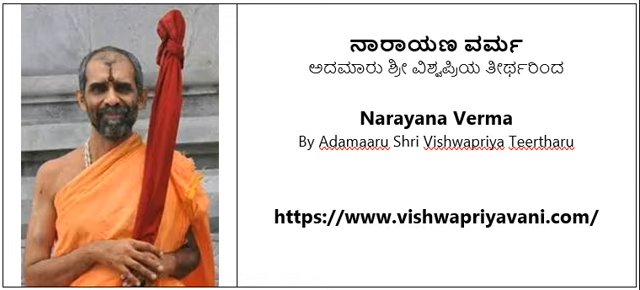 ನಾರಾಯಣ ವರ್ಮ
ಅದಮಾರು ಶ್ರೀ ವಿಶ್ವಪ್ರಿಯ ತೀರ್ಥರಿಂದ
Narayana Verma
By Adamaaru Shri Vishwapriya Teertharu
https://www.vishwapriyavani.com/